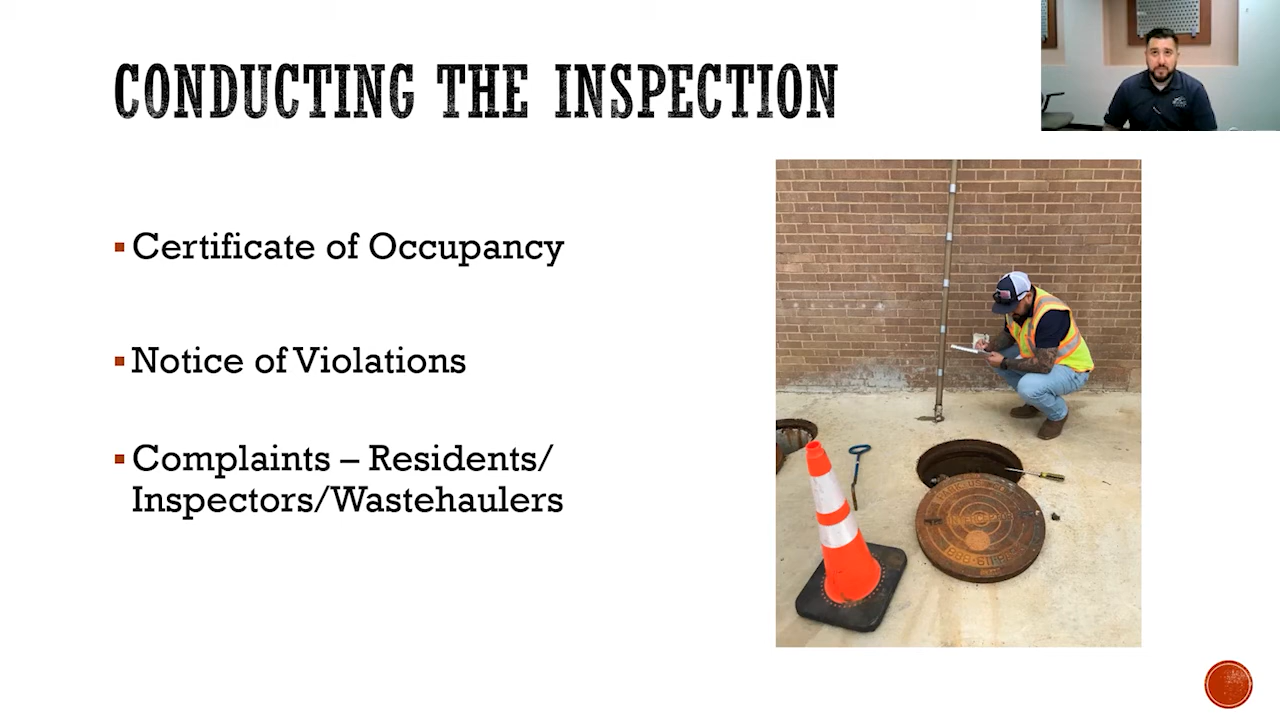 CONDUCTING THE INSPECTION
Certificate of Occupancy
Notice of Violations
Complaints – Residents/
Inspectors/Wastehaulers